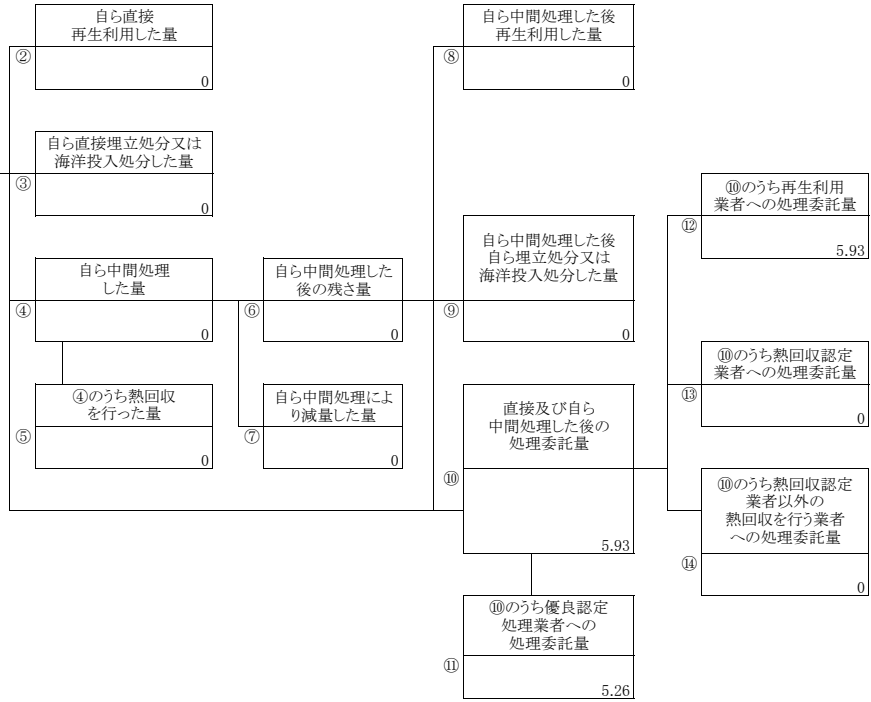 自ら直接
再生利用した量
②
0
自ら直接埋立処分又は
海洋投入処分した量
③
0
自ら中間処理
した量
④
0
④のうち熱回収
を行った量
⑤
0
自ら中間処理した
後の残さ量
⑥
0
自ら中間処理によ
り減量した量
⑦
0
自ら中間処理した後
再生利用した量
⑧
0
自ら中間処理した後
自ら埋立処分又は
海洋投入処分した量
⑨
0
直接及び自ら
中間処理した後の
処理委託量
⑩
5.93
⑩のうち優良認定
処理業者への
処理委託量
⑪
5.26
⑩のうち再生利用
業者への処理委託量
⑫
5.93
⑩のうち熱回収認定
業者への処理委託量
⑬
0
⑩のうち熱回収認定
業者以外の
熱回収を行う業者
への処理委託量
⑭
0